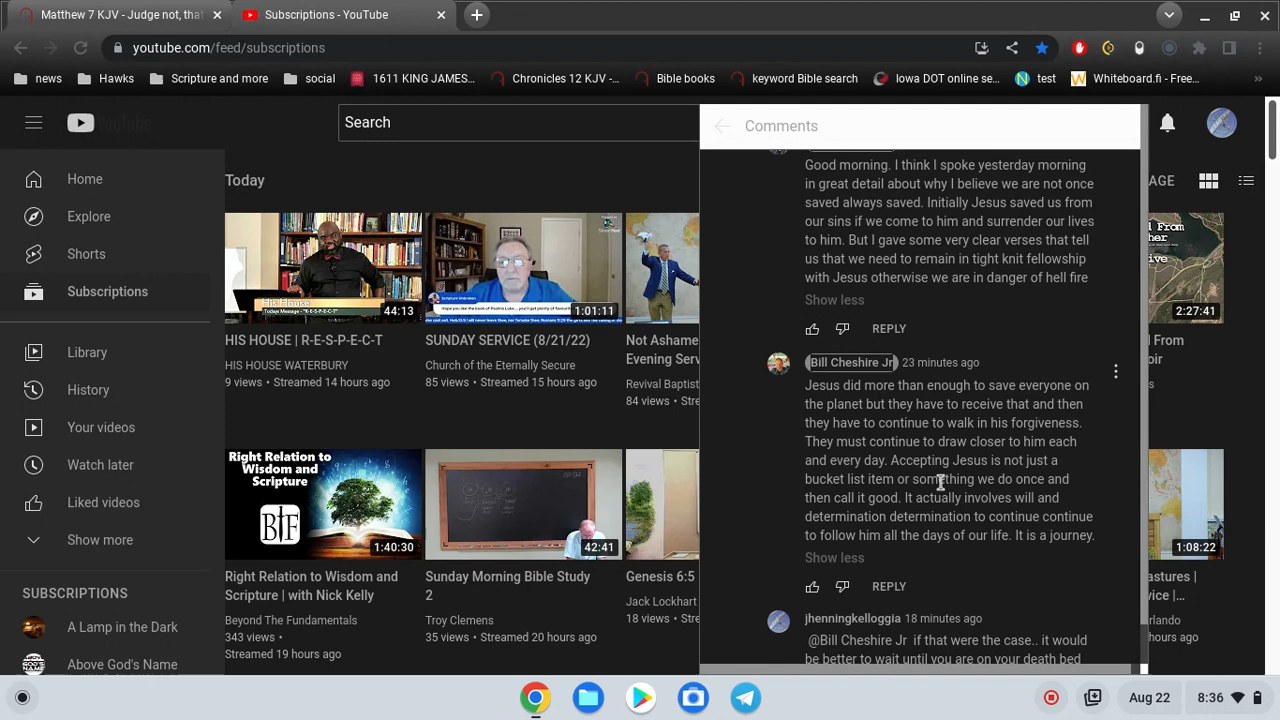 Matthew 7 KJV - Judge not, that
Subscriptions - YouTube
youtube.com/feed/subscriptions
news
Hawks
Scripture and more
social
1611 KING JAMES...
Chronicles 12 KJV -...
Bible books
keyword Bible search
Iowa DOT online se...
test
Whiteboard.fi - Free...
Search
Comments
Home
Explore
Shorts
Subscriptions
Library
History
Your videos
Watch later
Liked videos
Show more
SUBSCRIPTIONS
A Lamp in the Dark
Above God's Name
Today
His House
Todays Message - "R-E-S-P-E-C-T"
44:13
HIS HOUSE | R-E-S-P-E-C-T
HIS HOUSE WATERBURY
9 views • Streamed 14 hours ago
1:01:11
SUNDAY SERVICE (8/21/22)
Church of the Eternally
Secure
85 views • Streamed 15 hours ago
Not Ashame
Evening Serv
Revival Baptist
84 views • Stre
Right Relation to
Wisdom and
Scripture
BTF
1:40:30
Right Relation to Wisdom and
Scripture | with Nick Kelly
Beyond The Fundamentals
343 views •
Streamed 19 hours ago
42:41
Sunday Morning Bible Study
2
Troy Clemens
35 views • Streamed 20 hours ago
Genesis 6:5
Jack Lockhart
18 views • Strea
Good morning. I think I spoke yesterday morning
in great detail about why I believe we are not once
saved always saved. Initially Jesus saved us from
our sins if we come to him and surrender our lives
to him. But I gave some very clear verses that tell
us that we need to remain in tight knit fellowship
with Jesus otherwise we are in danger of hell fire
Show less
REPLY
Bill Cheshire Jr 23 minutes ago
Jesus did more than enough to save everyone on
the planet but they have to receive that and then
they have to continue to walk in his forgiveness.
They must continue to draw closer to him each
and every day. Accepting Jesus is not just a
bucket list item or something we do once and
then call it good. It actually involves will and
determination determination to continue continue
to follow him all the days of our life. It is a journey.
Show less
REPLY
jhenningkelloggia 18 minutes ago
@Bill Cheshire Jr if that were the case.. it would
be better to wait until you are on your death bed
AGE
2:27:41
d From
oir
1:08:22
astures |
vice |...
rlando
Aug 22
8:36